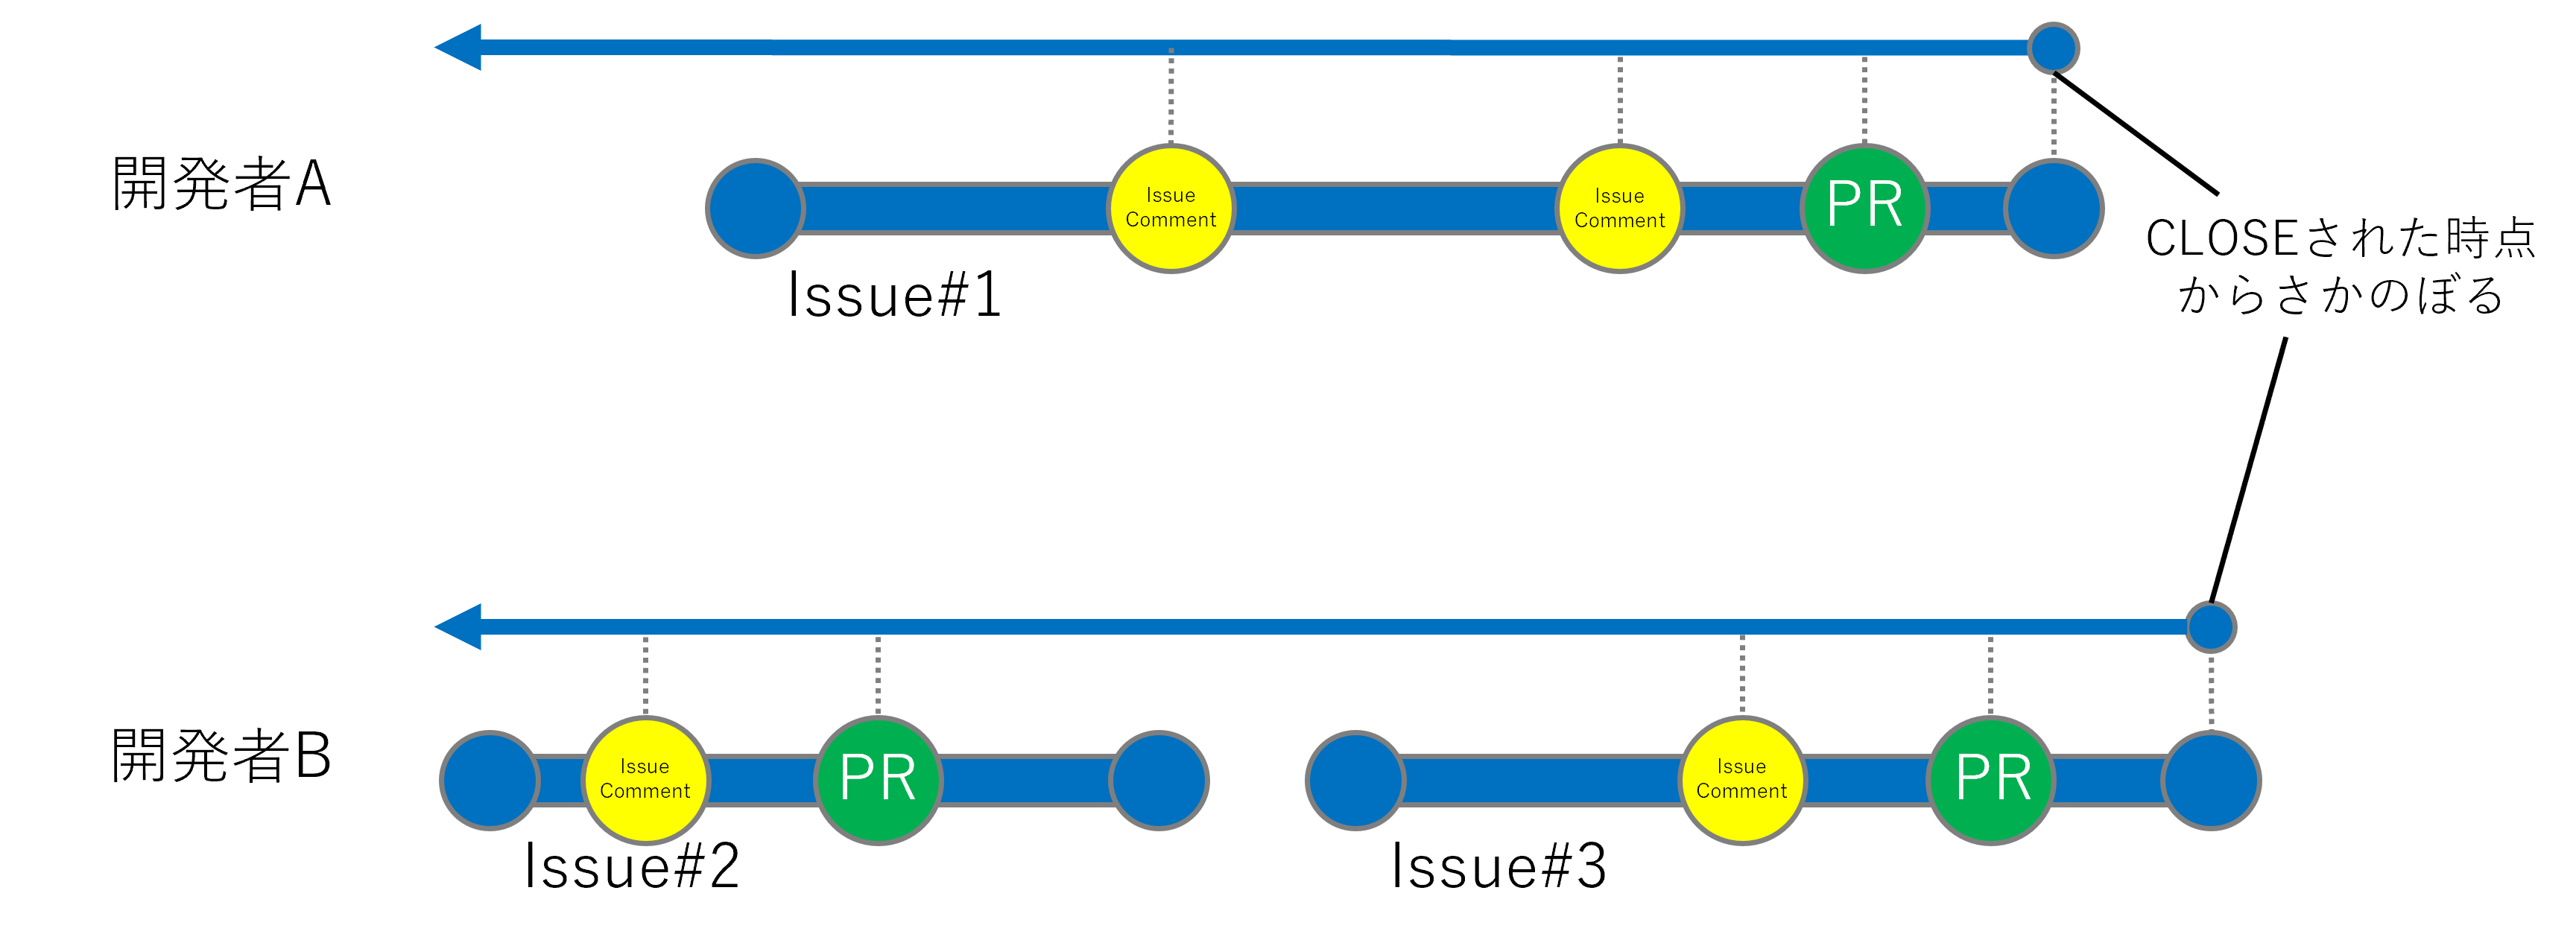 開発者A
Issue
Comment
Issue
Comment
PR
Issue#1
CLOSEされた時点
からさかのぼる
開発者B
Issue
Comment
PR
Issue
Comment
PR
Issue#2
Issue#3